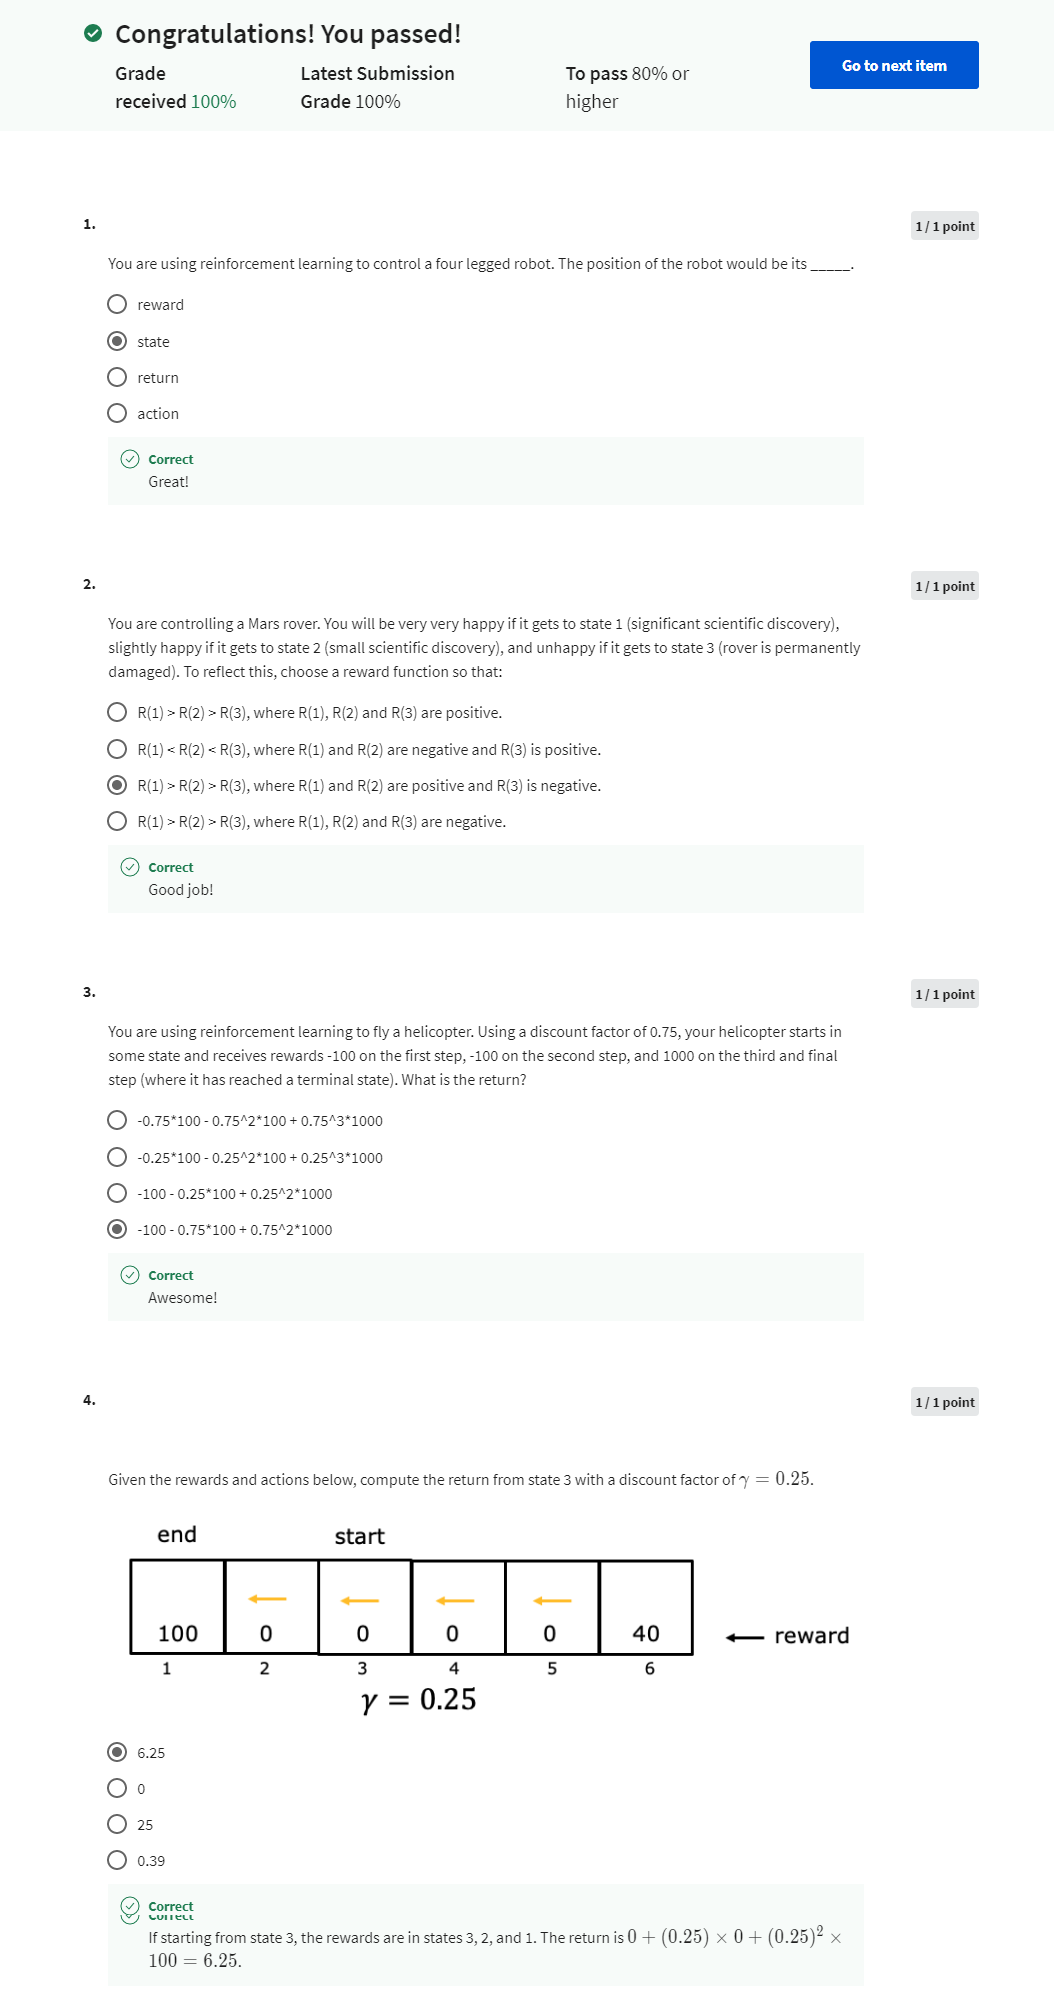 Congratulations! You passed!
Grade received 100%
Latest Submission Grade 100%
To pass 80% or higher
Go to next item
1.
1 / 1 point
You are using reinforcement learning to control a four legged robot. The position of the robot would be its _____.
reward
state
return
action
Correct
Great!
2.
1 / 1 point
You are controlling a Mars rover. You will be very very happy if it gets to state 1 (significant scientific discovery),
slightly happy if it gets to state 2 (small scientific discovery), and unhappy if it gets to state 3 (rover is permanently
damaged). To reflect this, choose a reward function so that:
R(1) > R(2) > R(3), where R(1), R(2) and R(3) are positive.
R(1) < R(2) < R(3), where R(1) and R(2) are negative and R(3) is positive.
R(1) > R(2) > R(3), where R(1) and R(2) are positive and R(3) is negative.
R(1) > R(2) > R(3), where R(1), R(2) and R(3) are negative.
Correct
Good job!
3.
1 / 1 point
You are using reinforcement learning to fly a helicopter. Using a discount factor of 0.75, your helicopter starts in
some state and receives rewards -100 on the first step, -100 on the second step, and 1000 on the third and final
step (where it has reached a terminal state). What is the return?
-0.75*100 - 0.75^2*100 + 0.75^3*1000
-0.25*100 - 0.25^2*100 + 0.25^3*1000
-100 - 0.25*100 + 0.25^2*1000
-100 - 0.75*100 + 0.75^2*1000
Correct
Awesome!
4.
1 / 1 point
Given the rewards and actions below, compute the return from state 3 with a discount factor of γ = 0.25.
end start
100 0 0 0 0 40 ← reward
1 2 3 4 5 6
γ = 0.25
6.25
0
25
0.39
Correct
Correct
If starting from state 3, the rewards are in states 3, 2, and 1. The return is 0 + (0.25) × 0 + (0.25)² ×
100 = 6.25.